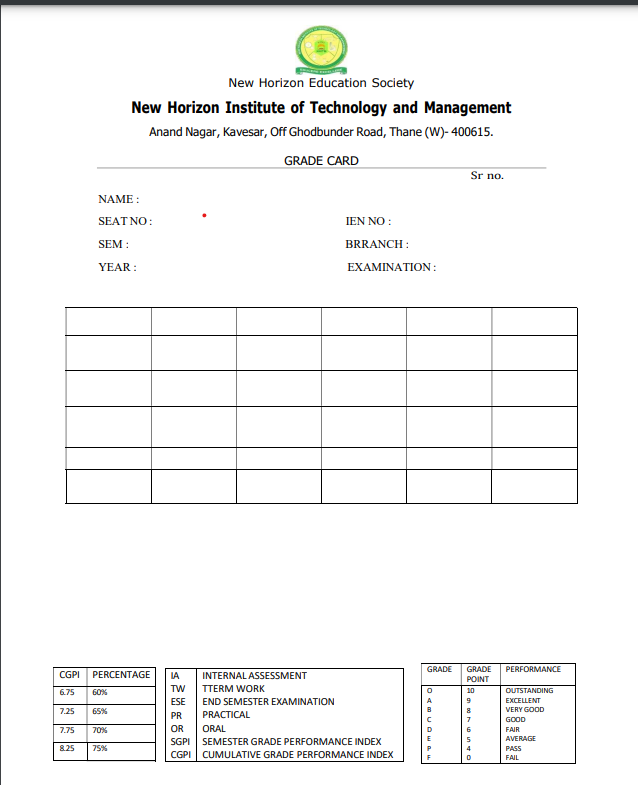 New Horizon Education Society
New Horizon Institute of Technology and Management
Anand Nagar, Kavesar, Off Ghodbunder Road, Thane (W)- 400615.
GRADE CARD
Sr no.
NAME :
SEAT NO :
IEN NO :
SEM :
BRRANCH :
YEAR :
EXAMINATION :
CGPI PERCENTAGE
6.75 60%
7.25 65%
7.75 70%
8.25 75%
IA INTERNAL ASSESSMENT
TW TTERM WORK
ESE END SEMESTER EXAMINATION
PR PRACTICAL
OR ORAL
SGPI SEMESTER GRADE PERFORMANCE INDEX
CGPI CUMULATIVE GRADE PERFORMANCE INDEX
GRADE GRADE POINT PERFORMANCE
O 10 OUTSTANDING
A 9 EXCELLENT
B 8 VERY GOOD
C 7 GOOD
D 6 FAIR
E 5 AVERAGE
P 4 PASS
F 0 FAIL